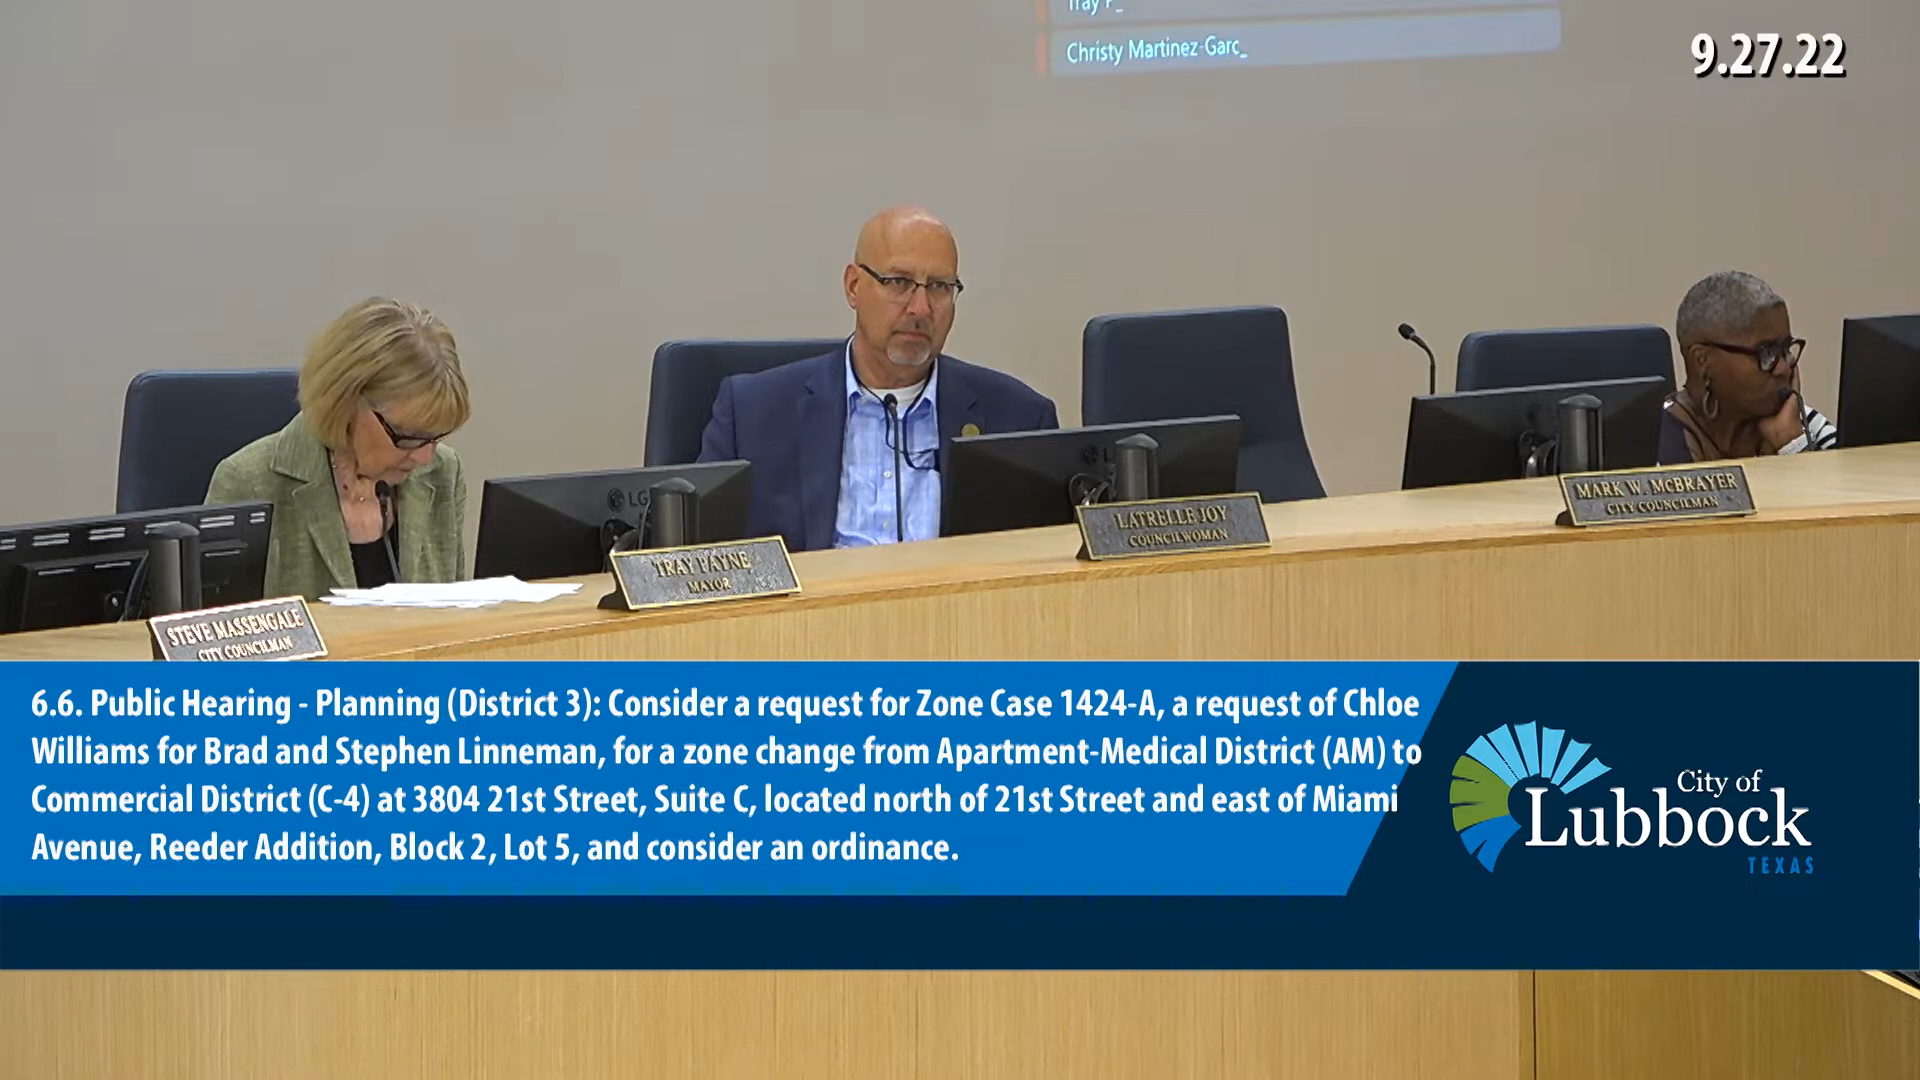 Tray P_
Christy Martinez-Garc_
9.27.22
LG
STEVE MASSENGALE
CITY COUNCILMAN
TRAY PAYNE
MAYOR
LATRELLE JOY
COUNCILWOMAN
MARK W. MCBRAYER
CITY COUNCILMAN
6.6. Public Hearing - Planning (District 3): Consider a request for Zone Case 1424-A, a request of Chloe
Williams for Brad and Stephen Linneman, for a zone change from Apartment-Medical District (AM) to
Commercial District (C-4) at 3804 21st Street, Suite C, located north of 21st Street and east of Miami
Avenue, Reeder Addition, Block 2, Lot 5, and consider an ordinance.
City of
Lubbock
TEXAS